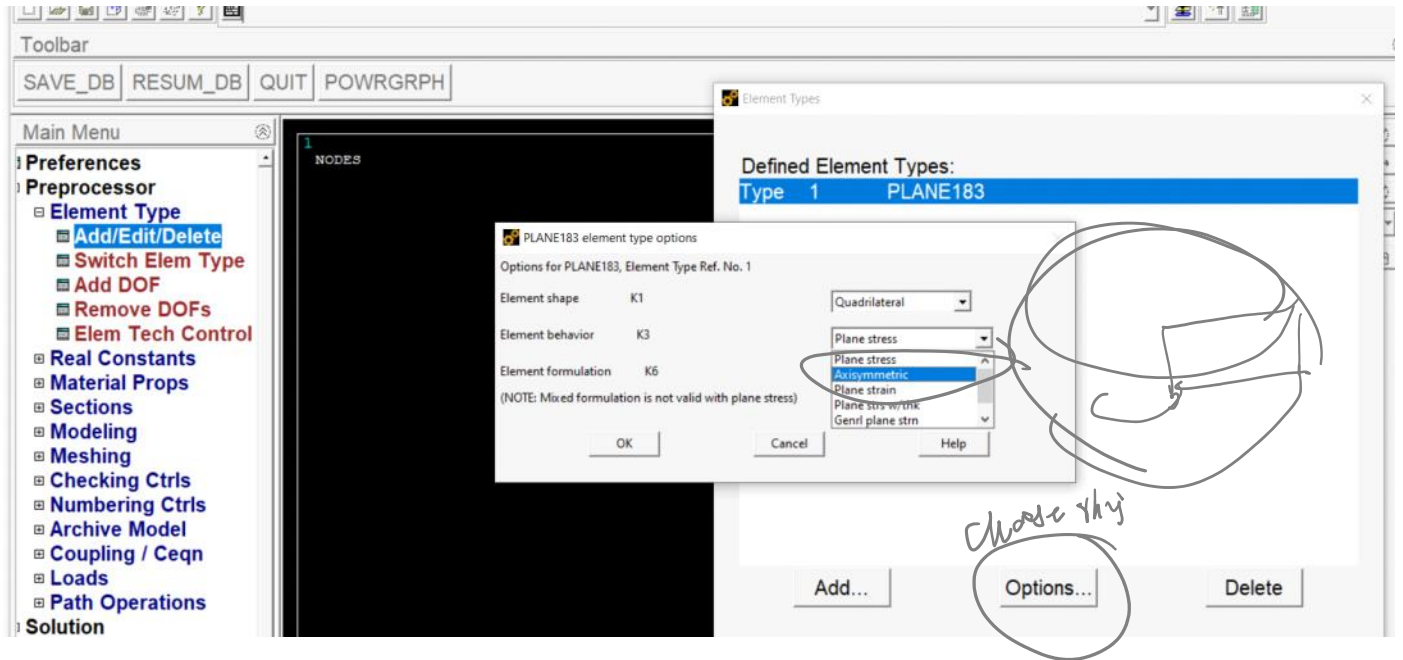 Toolbar
SAVE_DB RESUM_DB QUIT POWRGRPH
Main Menu
Preferences
Preprocessor
Element Type
Add/Edit/Delete
Switch Elem Type
Add DOF
Remove DOFs
Elem Tech Control
Real Constants
Material Props
Sections
Modeling
Meshing
Checking Ctrls
Numbering Ctrls
Archive Model
Coupling / Ceqn
Loads
Path Operations
Solution
1
NODES
Element Types
Defined Element Types:
Type 1 PLANE183
PLANE183 element type options
Options for PLANE183, Element Type Ref. No. 1
Element shape K1 Quadrilateral
Element behavior K3 Plane stress
Plane stress
Axisymmetric
Plane strain
Plane strs w/thk
Genrl plane strn
Element formulation K6
(NOTE: Mixed formulation is not valid with plane stress)
OK Cancel Help
Choose this
Add... Options... Delete